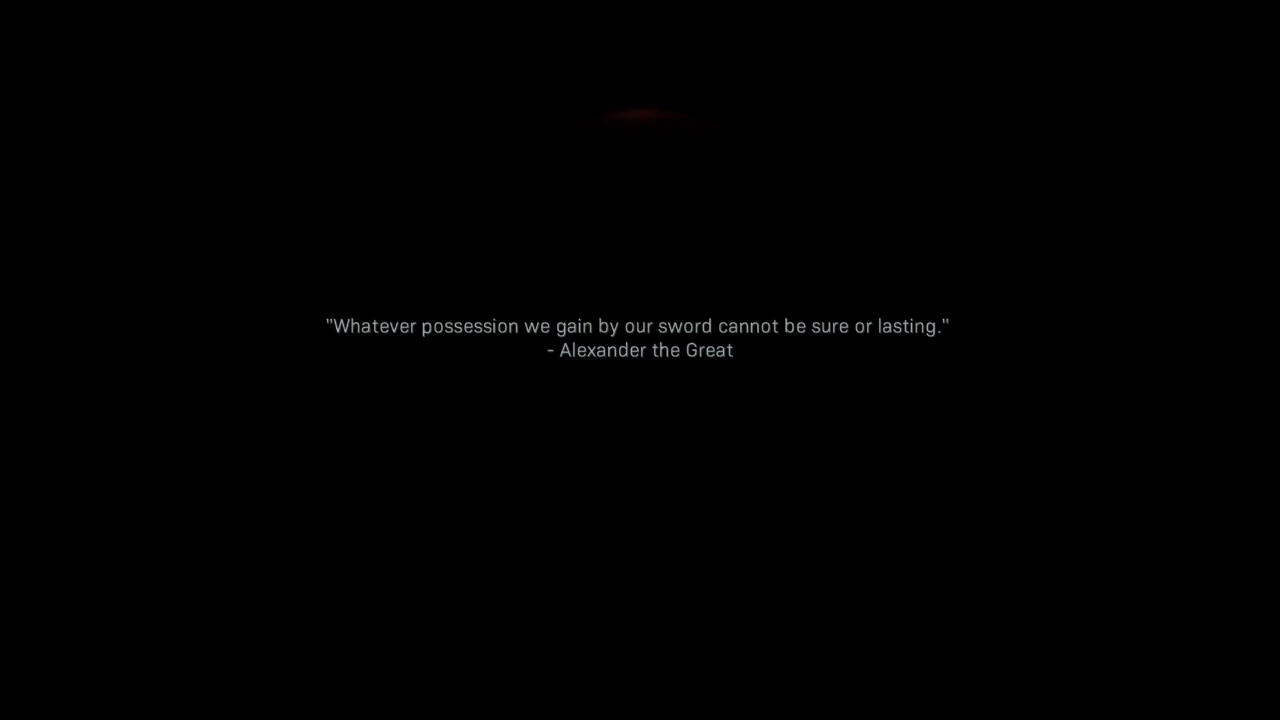 "Whatever possession we gain by our sword cannot be sure or lasting."
- Alexander the Great